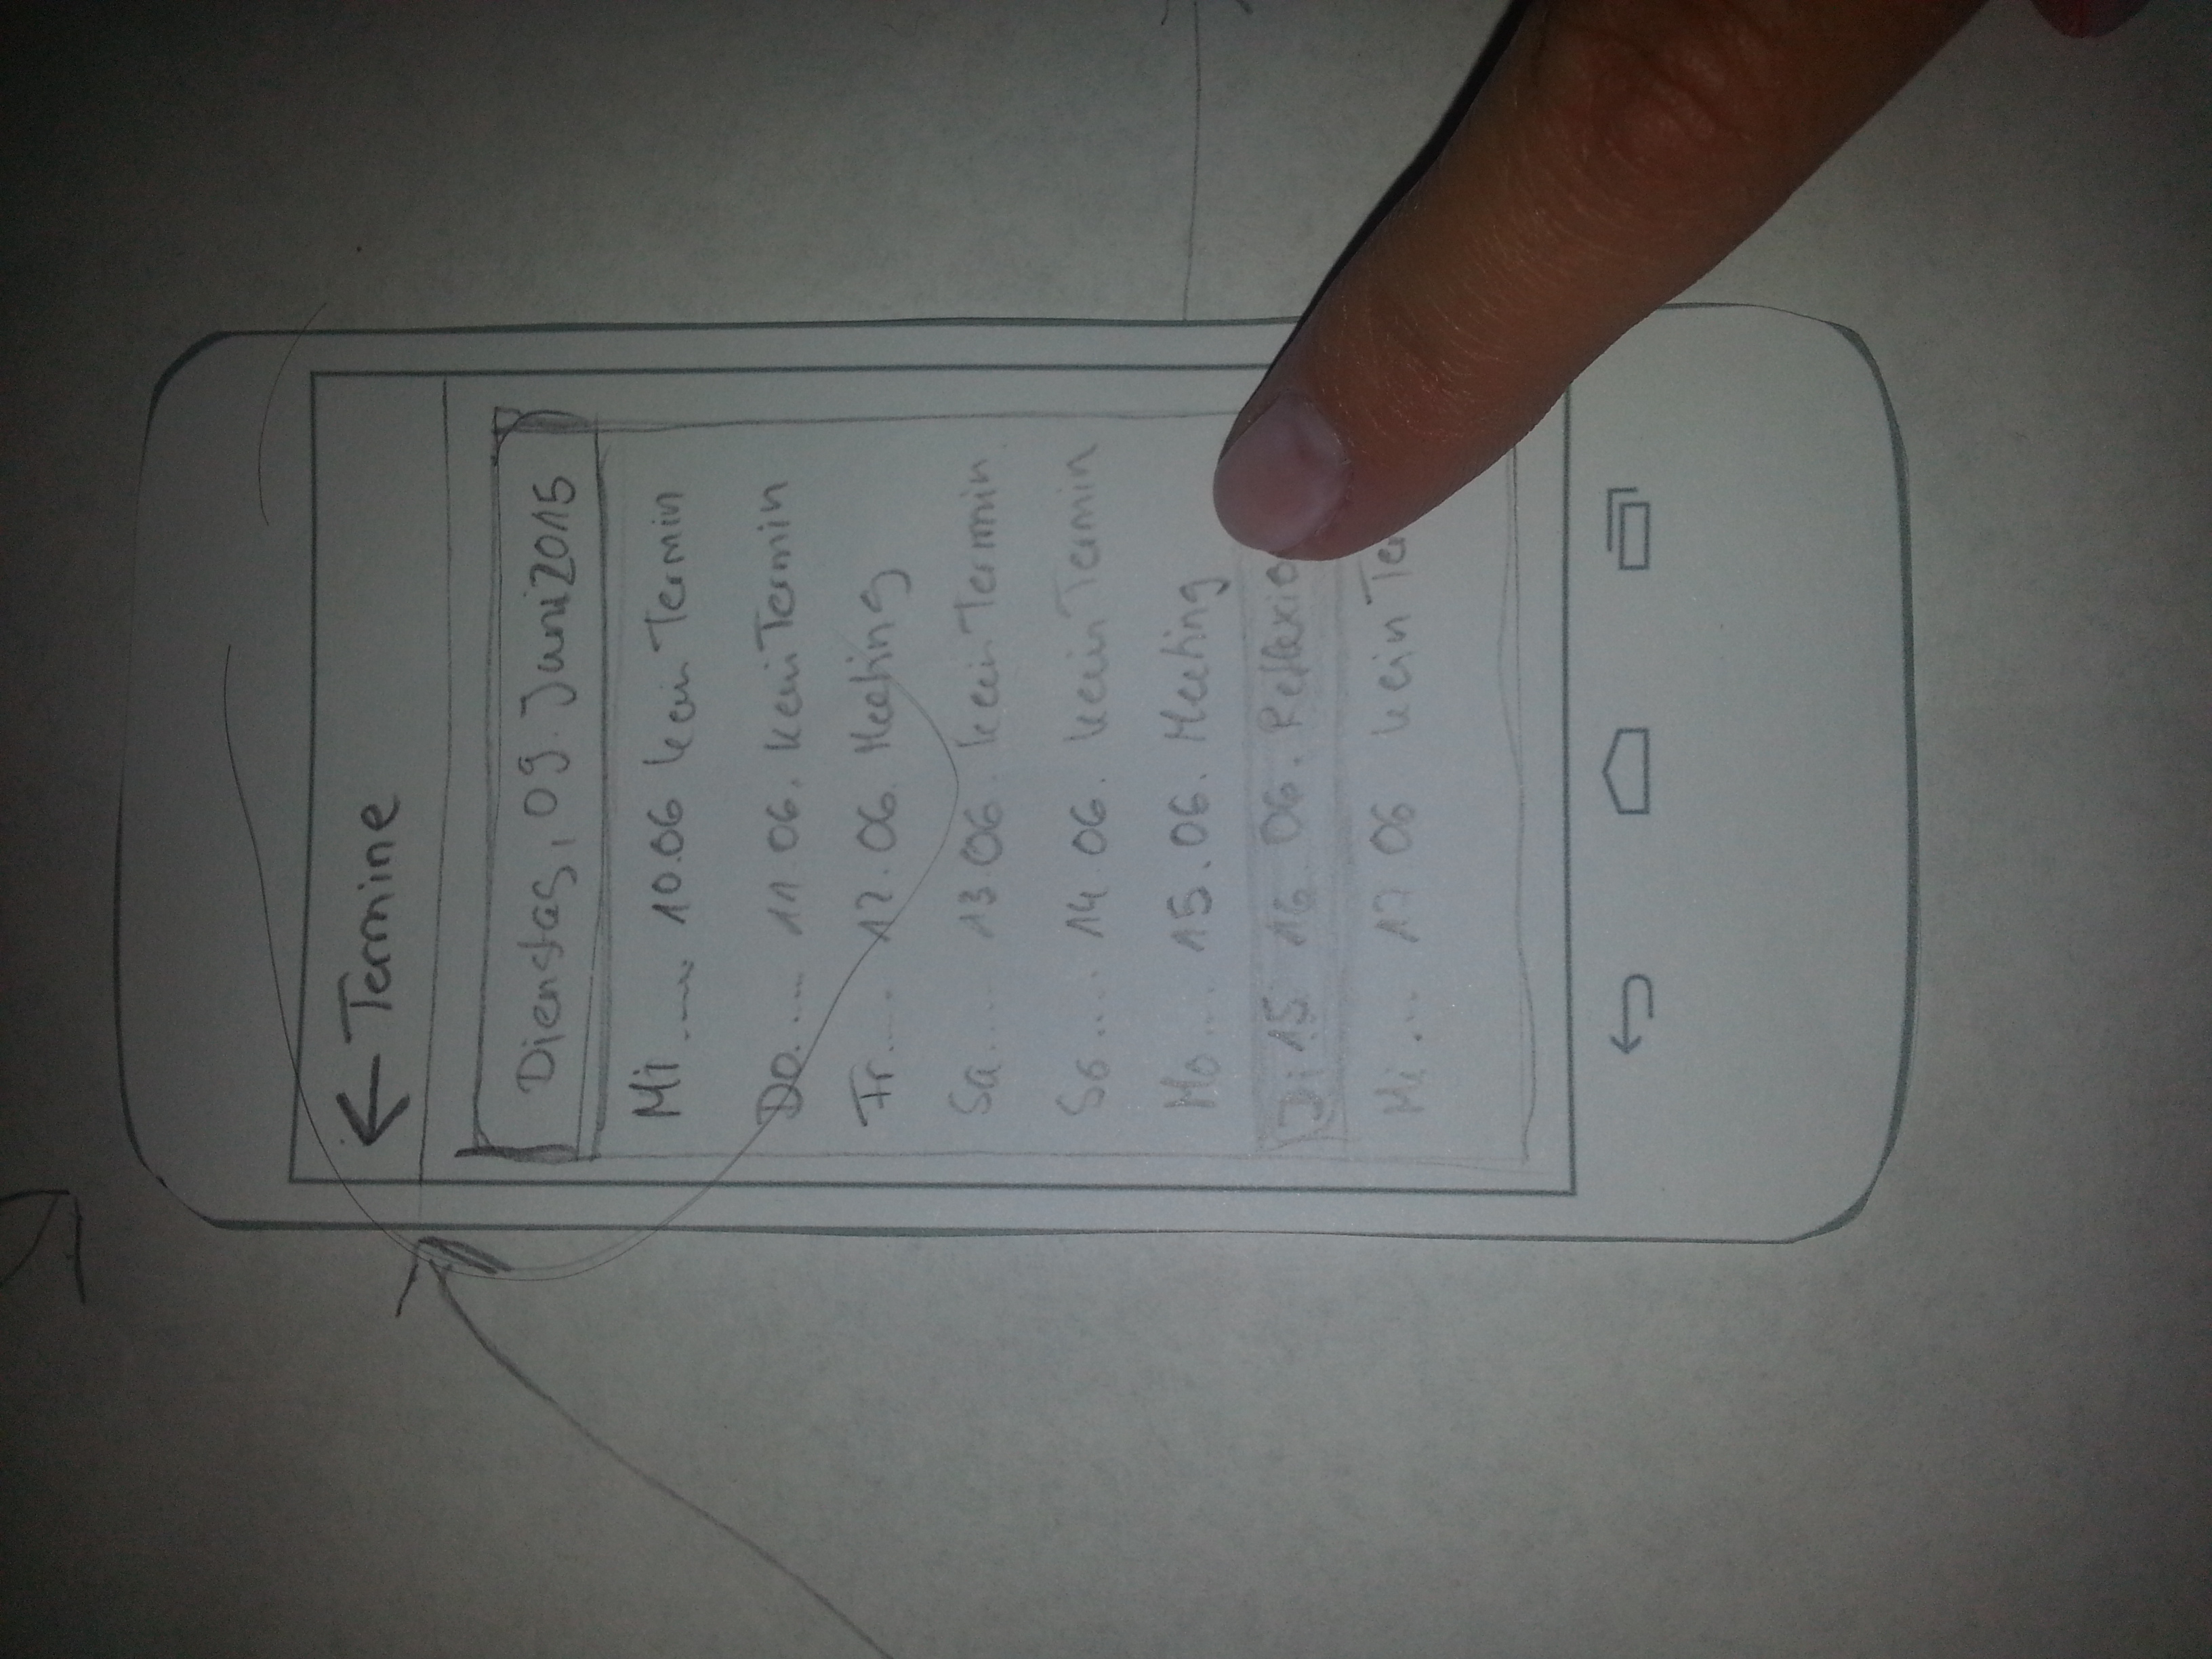 ← Termine
Dienstag, 09. Juni 2015
Mi ..... 10.06 kein Termin
Do ..... 11.06. kein Termin
Fr ..... 12.06. Meeting
Sa .... 13.06. kein Termin
So .... 14.06. kein Termin
Mo .... 15.06. Meeting
Di 15 16.06. Reflexio
Mi ... 17 06 kein Te